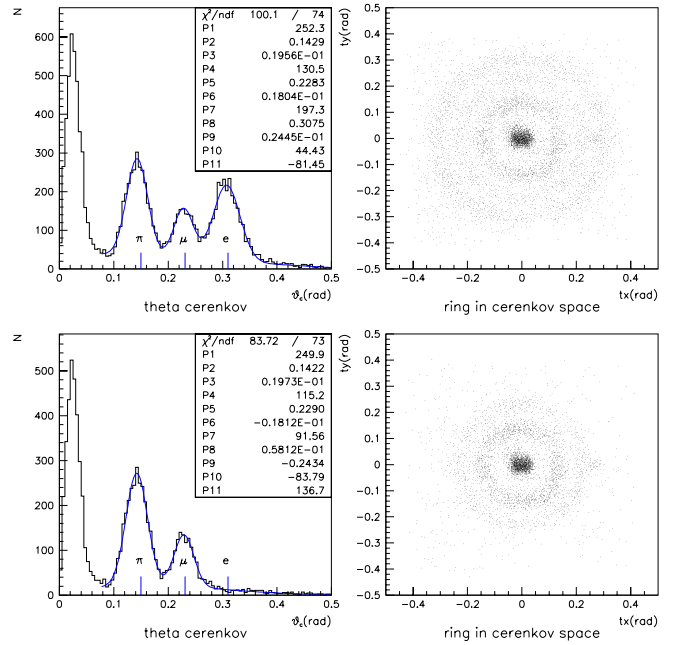 N
χ²/ndf 100.1 / 74
P1 252.3
P2 0.1429
P3 0.1956E-01
P4 130.5
P5 0.2283
P6 0.1804E-01
P7 197.3
P8 0.3075
P9 0.2445E-01
P10 44.43
P11 -81.45
600
500
400
300
200
100
0
π μ e
0 0.1 0.2 0.3 0.4 0.5
ϑc(rad)
theta cerenkov
ty(rad)
0.5
0.4
0.3
0.2
0.1
0
-0.1
-0.2
-0.3
-0.4
-0.5
-0.4 -0.2 0 0.2 0.4
tx(rad)
ring in cerenkov space
N
χ²/ndf 83.72 / 73
P1 249.9
P2 0.1422
P3 0.1973E-01
P4 115.2
P5 0.2290
P6 -0.1812E-01
P7 91.56
P8 0.5812E-01
P9 -0.2434
P10 -83.79
P11 136.7
500
400
300
200
100
0
π μ e
0 0.1 0.2 0.3 0.4 0.5
ϑc(rad)
theta cerenkov
ty(rad)
0.5
0.4
0.3
0.2
0.1
0
-0.1
-0.2
-0.3
-0.4
-0.5
-0.4 -0.2 0 0.2 0.4
tx(rad)
ring in cerenkov space